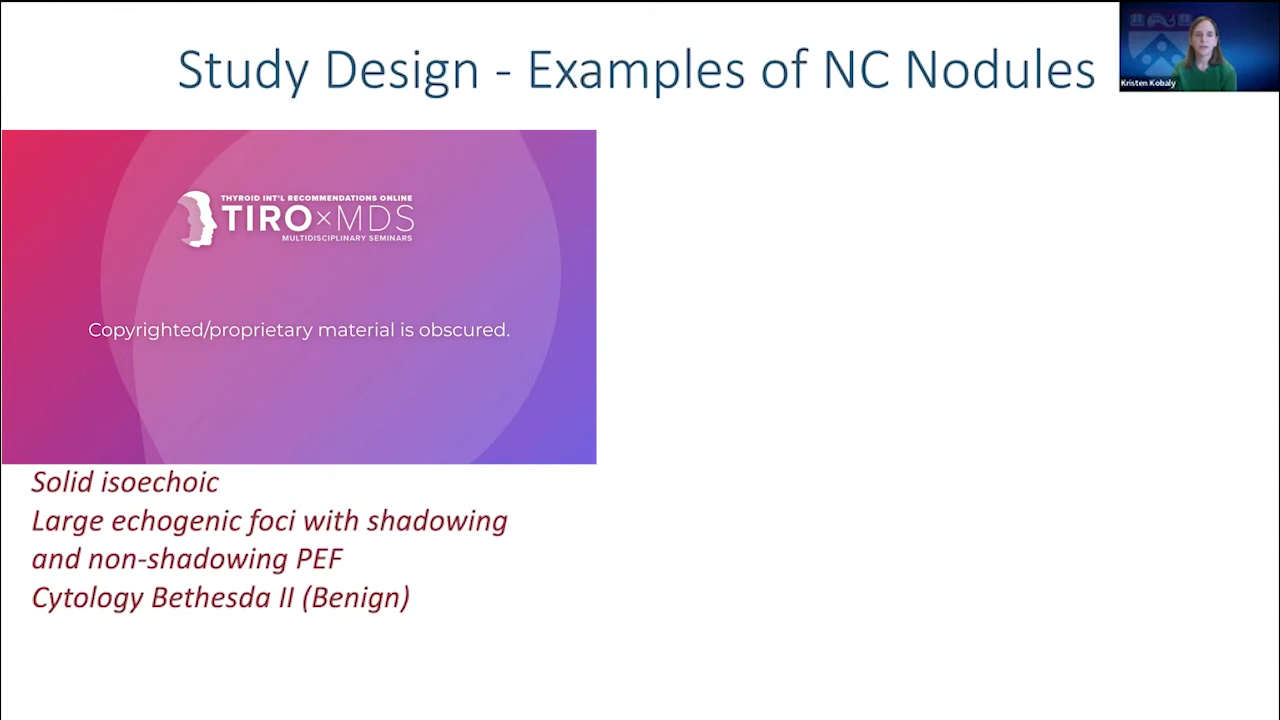 Study Design - Examples of NC Nodules
Kristen Kobaly
THYROID INT'L RECOMMENDATIONS ONLINE
TIRO×MDS
MULTIDISCIPLINARY SEMINARS
Copyrighted/proprietary material is obscured.
Solid isoechoic
Large echogenic foci with shadowing
and non-shadowing PEF
Cytology Bethesda II (Benign)